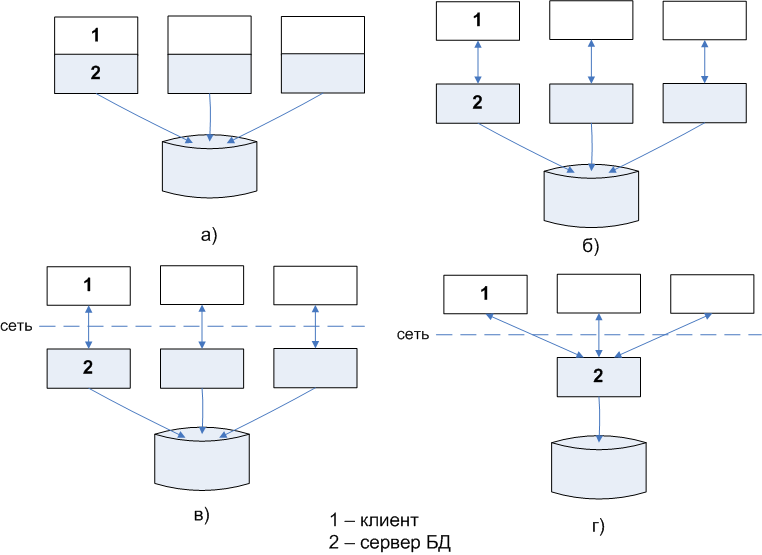 1
2
а)
1
2
б)
1
сеть
2
в)
1
сеть
2
г)
1 – клиент
2 – сервер БД